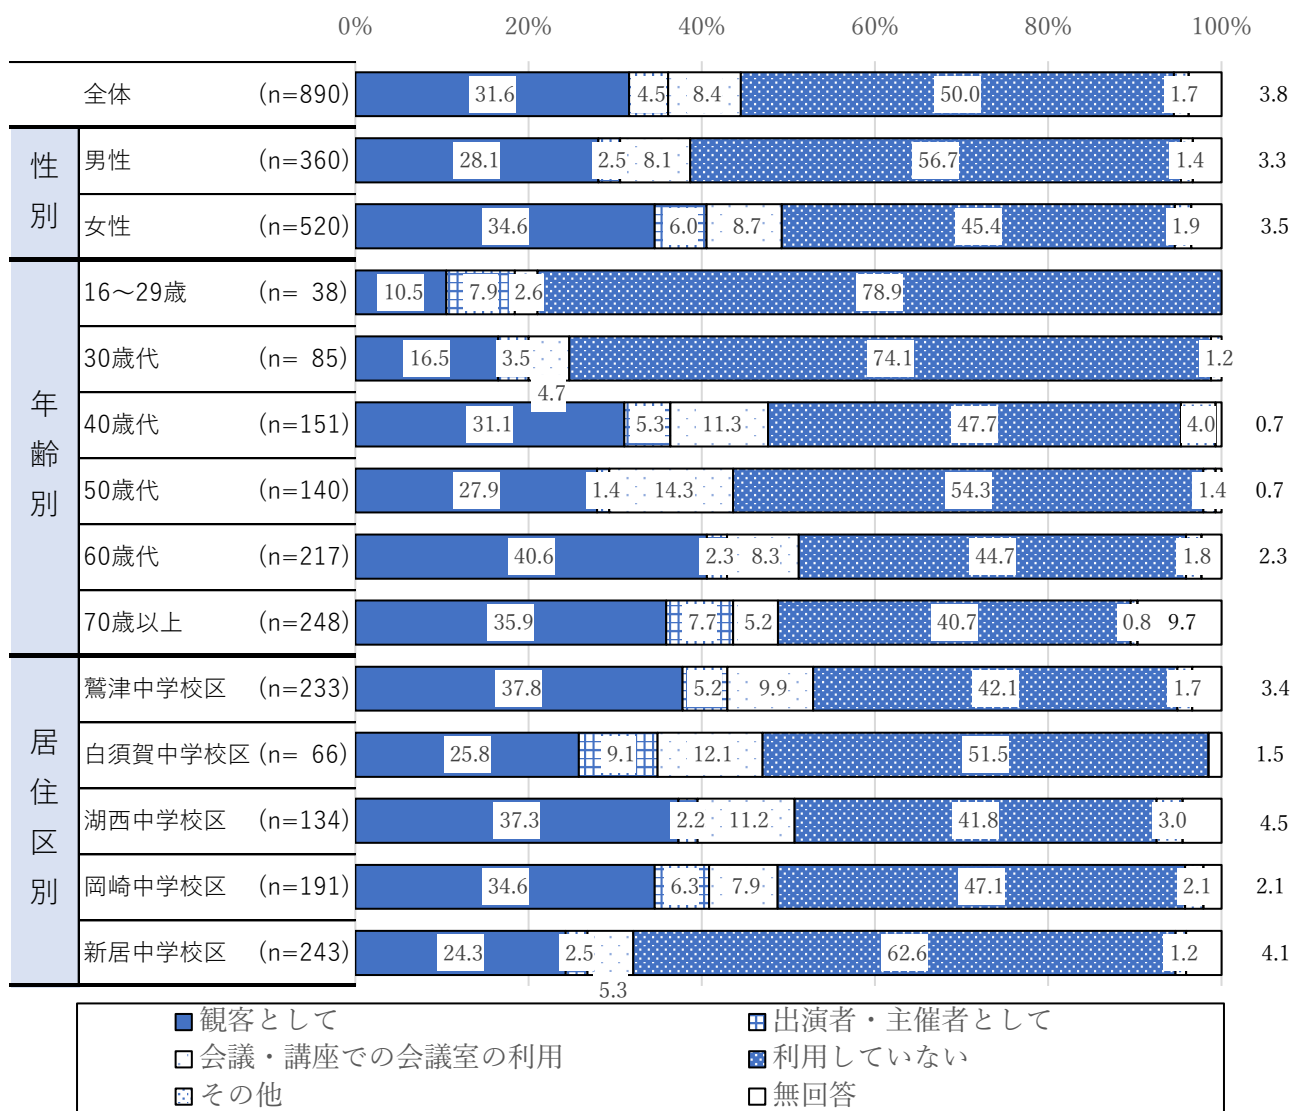 0% 20% 40% 60% 80% 100%
全体 (n=890) 31.6 4.5 8.4 50.0 1.7 3.8
性別
男性 (n=360) 28.1 2.5 8.1 56.7 1.4 3.3
女性 (n=520) 34.6 6.0 8.7 45.4 1.9 3.5
年齢別
16～29歳 (n= 38) 10.5 7.9 2.6 78.9
30歳代 (n= 85) 16.5 3.5 4.7 74.1 1.2
40歳代 (n=151) 31.1 5.3 11.3 47.7 4.0 0.7
50歳代 (n=140) 27.9 1.4 14.3 54.3 1.4 0.7
60歳代 (n=217) 40.6 2.3 8.3 44.7 1.8 2.3
70歳以上 (n=248) 35.9 7.7 5.2 40.7 0.8 9.7
居住区別
鷲津中学校区 (n=233) 37.8 5.2 9.9 42.1 1.7 3.4
白須賀中学校区 (n= 66) 25.8 9.1 12.1 51.5 1.5
湖西中学校区 (n=134) 37.3 2.2 11.2 41.8 3.0 4.5
岡崎中学校区 (n=191) 34.6 6.3 7.9 47.1 2.1 2.1
新居中学校区 (n=243) 24.3 2.5 5.3 62.6 1.2 4.1
観客として 出演者・主催者として
会議・講座での会議室の利用 利用していない
その他 無回答